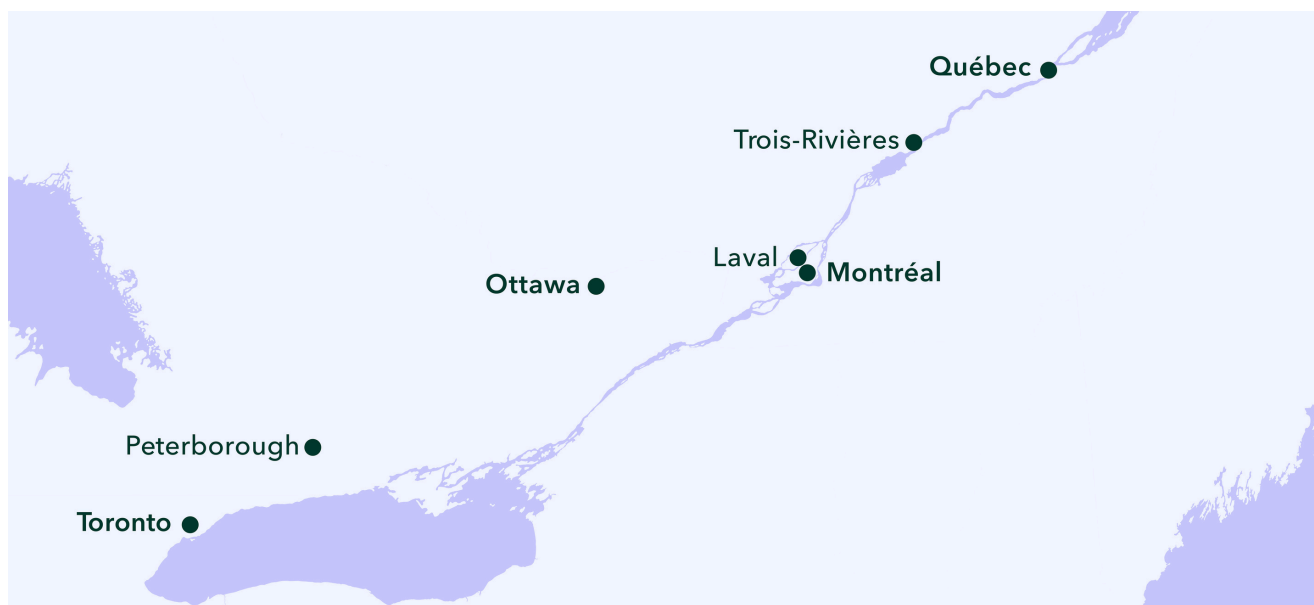 Québec
Trois-Rivières
Laval
Montréal
Ottawa
Peterborough
Toronto